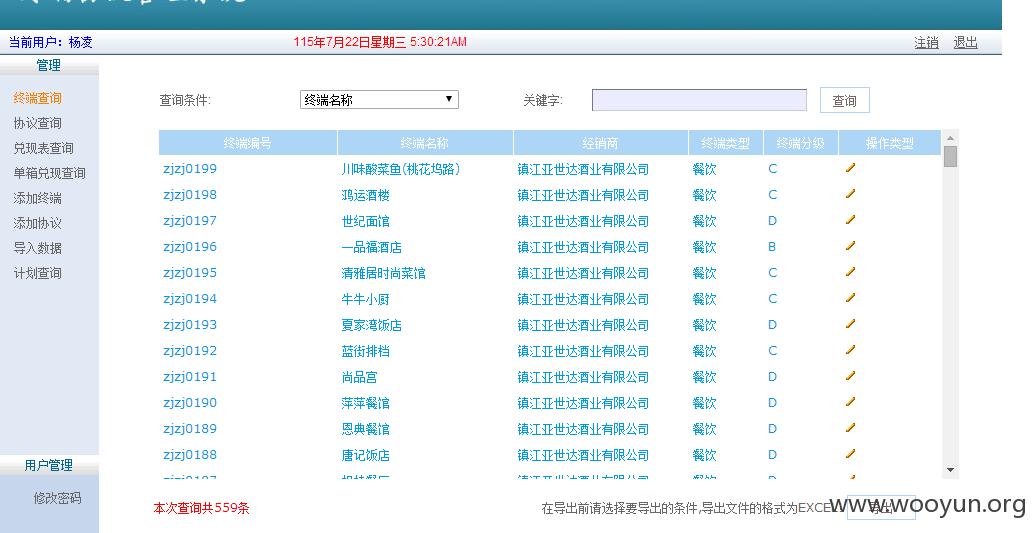 当前用户：杨凌 115年7月22日星期三 5:30:21AM 注销 退出
管理
终端查询
协议查询
兑现表查询
单箱兑现查询
添加终端
添加协议
导入数据
计划查询
用户管理
修改密码
查询条件: 终端名称 关键字: 查询
终端编号 终端名称 经销商 终端类型 终端分级 操作类型
zjzj0199 川味酸菜鱼(桃花坞路) 镇江亚世达酒业有限公司 餐饮 C
zjzj0198 鸿运酒楼 镇江亚世达酒业有限公司 餐饮 C
zjzj0197 世纪面馆 镇江亚世达酒业有限公司 餐饮 D
zjzj0196 一品福酒店 镇江亚世达酒业有限公司 餐饮 B
zjzj0195 清雅居时尚菜馆 镇江亚世达酒业有限公司 餐饮 C
zjzj0194 牛牛小厨 镇江亚世达酒业有限公司 餐饮 C
zjzj0193 夏家湾饭店 镇江亚世达酒业有限公司 餐饮 D
zjzj0192 蓝街排档 镇江亚世达酒业有限公司 餐饮 C
zjzj0191 尚品宫 镇江亚世达酒业有限公司 餐饮 D
zjzj0190 萍萍餐馆 镇江亚世达酒业有限公司 餐饮 D
zjzj0189 恩典餐馆 镇江亚世达酒业有限公司 餐饮 D
zjzj0188 唐记饭店 镇江亚世达酒业有限公司 餐饮 D
本次查询共559条 在导出前请选择要导出的条件,导出文件的格式为EXCEL 导出
www.wooyun.org